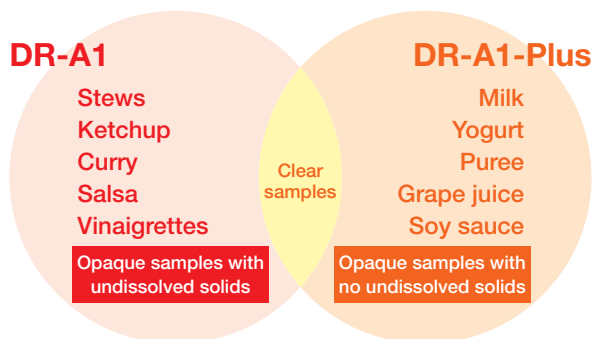 DR-A1
Stews
Ketchup
Curry
Salsa
Vinaigrettes
Opaque samples with
undissolved solids
Clear
samples
DR-A1-Plus
Milk
Yogurt
Puree
Grape juice
Soy sauce
Opaque samples with
no undissolved solids